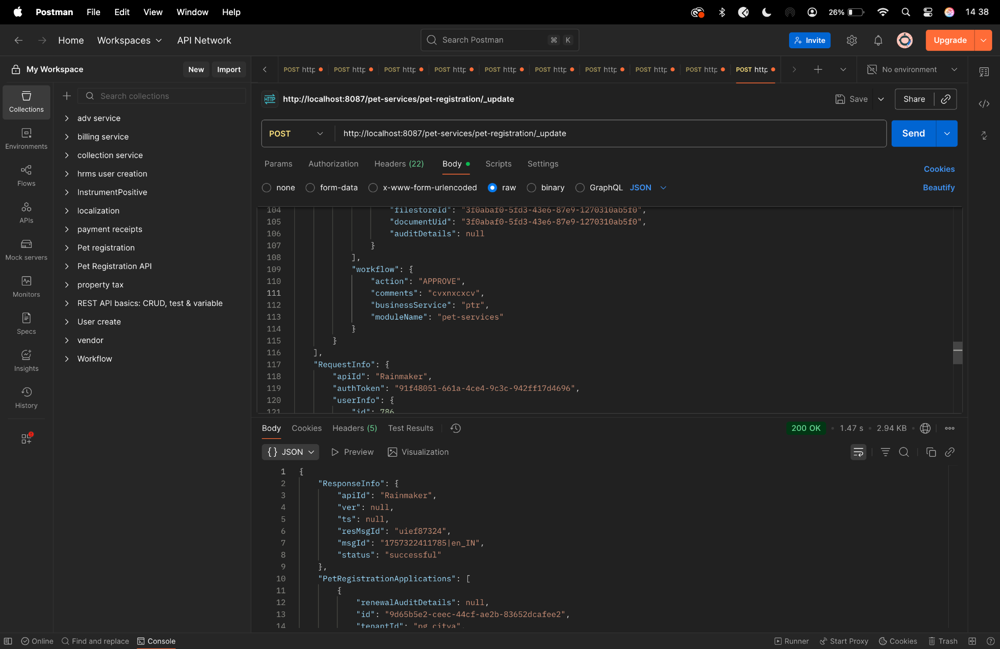 Postman File Edit View Window Help 26% 14 38
Home Workspaces API Network Search Postman ⌘ K Invite Upgrade
My Workspace New Import
POST http POST http POST http POST http POST http POST http POST http POST http POST http POST http No environment
Collections
Environments
Flows
APIs
Mock servers
Monitors
Specs
Insights
History
Search collections
adv service
billing service
collection service
hrms user creation
InstrumentPositive
localization
payment receipts
Pet registration
Pet Registration API
property tax
REST API basics: CRUD, test & variable
User create
vendor
Workflow
HTTP http://localhost:8087/pet-services/pet-registration/_update Save Share
POST http://localhost:8087/pet-services/pet-registration/_update Send
Params Authorization Headers (22) Body Scripts Settings Cookies
none form-data x-www-form-urlencoded raw binary GraphQL JSON Beautify
104 "filestoreId": "3f0abaf0-5fd3-43e6-87e9-1270310ab5f0",
105 "documentUid": "3f0abaf0-5fd3-43e6-87e9-1270310ab5f0",
106 "auditDetails": null
107 }
108 ],
109 "workflow": {
110 "action": "APPROVE",
111 "comments": "cvxnxcxcv",
112 "businessService": "ptr",
113 "moduleName": "pet-services"
114 }
115 }
116 ],
117 "RequestInfo": {
118 "apiId": "Rainmaker",
119 "authToken": "91f48051-661a-4ce4-9c3c-942ff17d4696",
120 "userInfo": {
121 "id": 786
Body Cookies Headers (5) Test Results 200 OK 1.47 s 2.94 KB
{} JSON Preview Visualization
1 {
2 "ResponseInfo": {
3 "apiId": "Rainmaker",
4 "ver": null,
5 "ts": null,
6 "resMsgId": "uief87324",
7 "msgId": "1757322411785|en_IN",
8 "status": "successful"
9 },
10 "PetRegistrationApplications": [
11 {
12 "renewalAuditDetails": null,
13 "id": "9d65b5e2-ceec-44cf-ae2b-83652dcafee2",
14 "tenantId": "pg.citya",
Online Find and replace Console Runner Start Proxy Cookies Trash